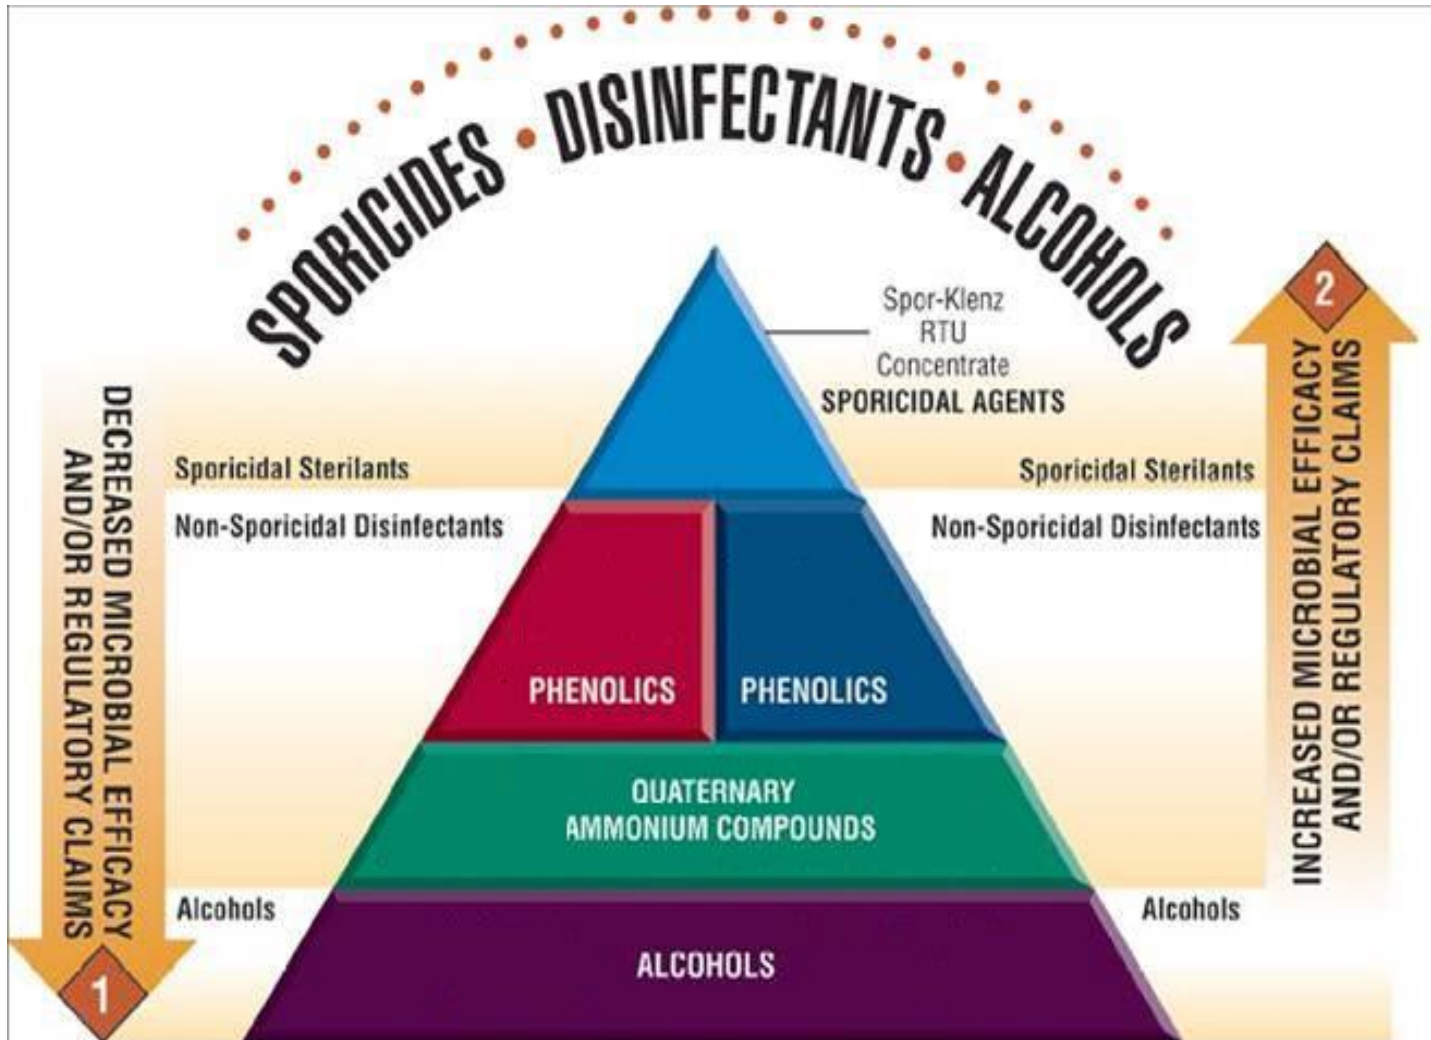 SPORICIDES • DISINFECTANTS • ALCOHOLS
Spor-Klenz
RTU
Concentrate
SPORICIDAL AGENTS
2
INCREASED MICROBIAL EFFICACY
AND/OR REGULATORY CLAIMS
DECREASED MICROBIAL EFFICACY
AND/OR REGULATORY CLAIMS
1
Sporicidal Sterilants
Sporicidal Sterilants
Non-Sporicidal Disinfectants
Non-Sporicidal Disinfectants
PHENOLICS
PHENOLICS
QUATERNARY
AMMONIUM COMPOUNDS
Alcohols
Alcohols
ALCOHOLS